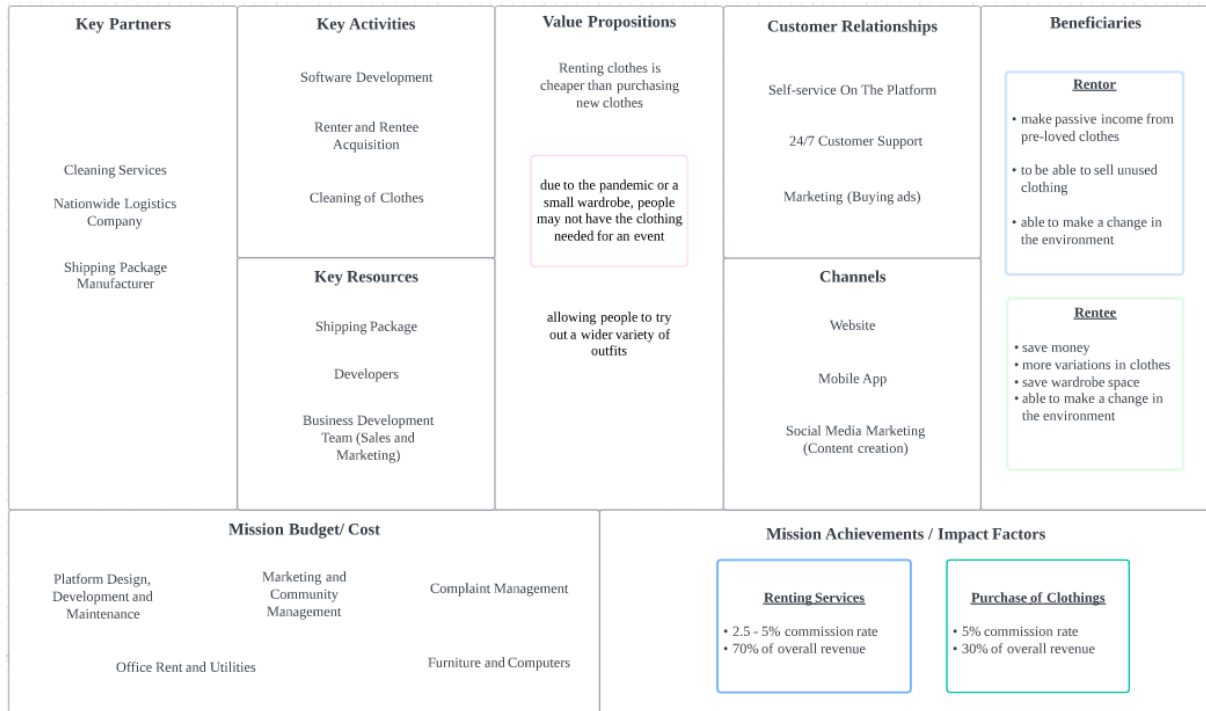 Key Partners
Cleaning Services
Nationwide Logistics
Company
Shipping Package
Manufacturer
Key Activities
Software Development
Renter and Rentee
Acquisition
Cleaning of Clothes
Key Resources
Shipping Package
Developers
Business Development
Team (Sales and
Marketing)
Value Propositions
Renting clothes is
cheaper than purchasing
new clothes
due to the pandemic or a
small wardrobe, people
may not have the clothing
needed for an event
allowing people to try
out a wider variety of
outfits
Customer Relationships
Self-service On The Platform
24/7 Customer Support
Marketing (Buying ads)
Channels
Website
Mobile App
Social Media Marketing
(Content creation)
Beneficiaries
Rentor
• make passive income from
pre-loved clothes
• to be able to sell unused
clothing
• able to make a change in
the environment
Rentee
• save money
• more variations in clothes
• save wardrobe space
• able to make a change in
the environment
Mission Budget/ Cost
Platform Design,
Development and
Maintenance
Marketing and
Community
Management
Complaint Management
Office Rent and Utilities
Furniture and Computers
Mission Achievements / Impact Factors
Renting Services
• 2.5 - 5% commission rate
• 70% of overall revenue
Purchase of Clothings
• 5% commission rate
• 30% of overall revenue